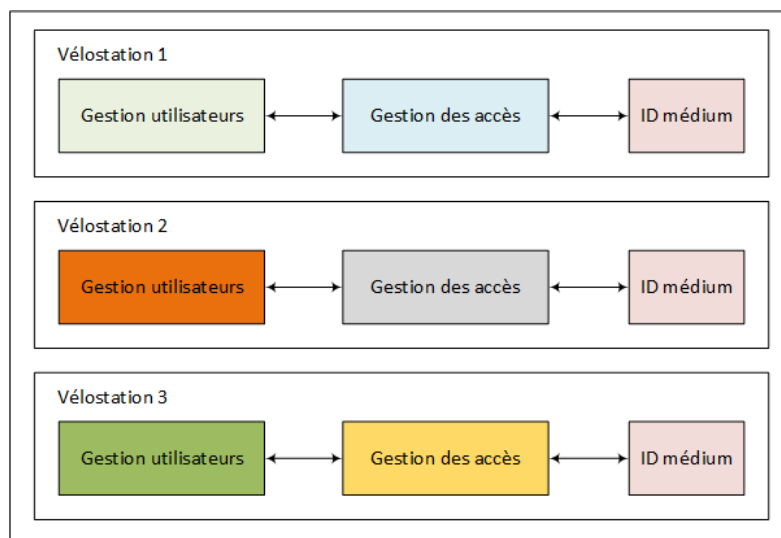 Vélostation 1
Gestion utilisateurs
Gestion des accès
ID médium
Vélostation 2
Gestion utilisateurs
Gestion des accès
ID médium
Vélostation 3
Gestion utilisateurs
Gestion des accès
ID médium